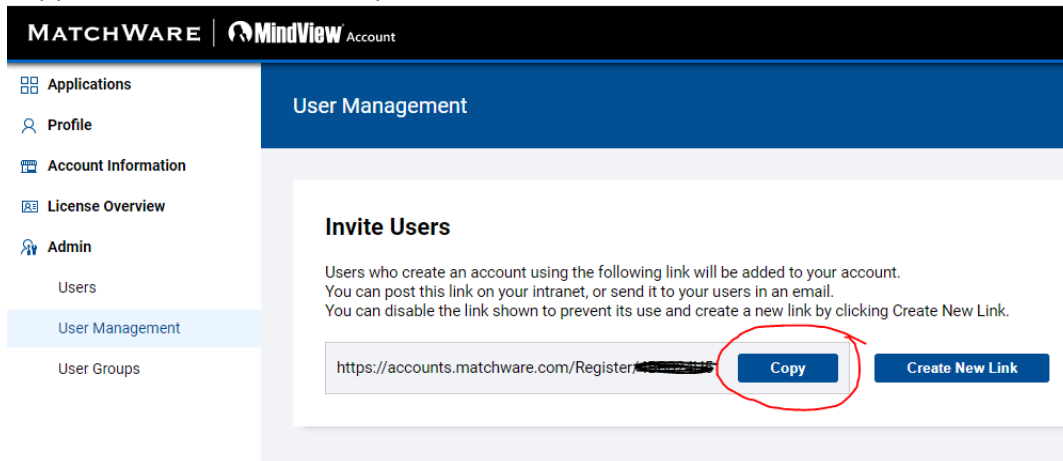 MATCHWARE | MindView Account
Applications
Profile
Account Information
License Overview
Admin
Users
User Management
User Groups
User Management
Invite Users
Users who create an account using the following link will be added to your account.
You can post this link on your intranet, or send it to your users in an email.
You can disable the link shown to prevent its use and create a new link by clicking Create New Link.
https://accounts.matchware.com/Register/
Copy
Create New Link